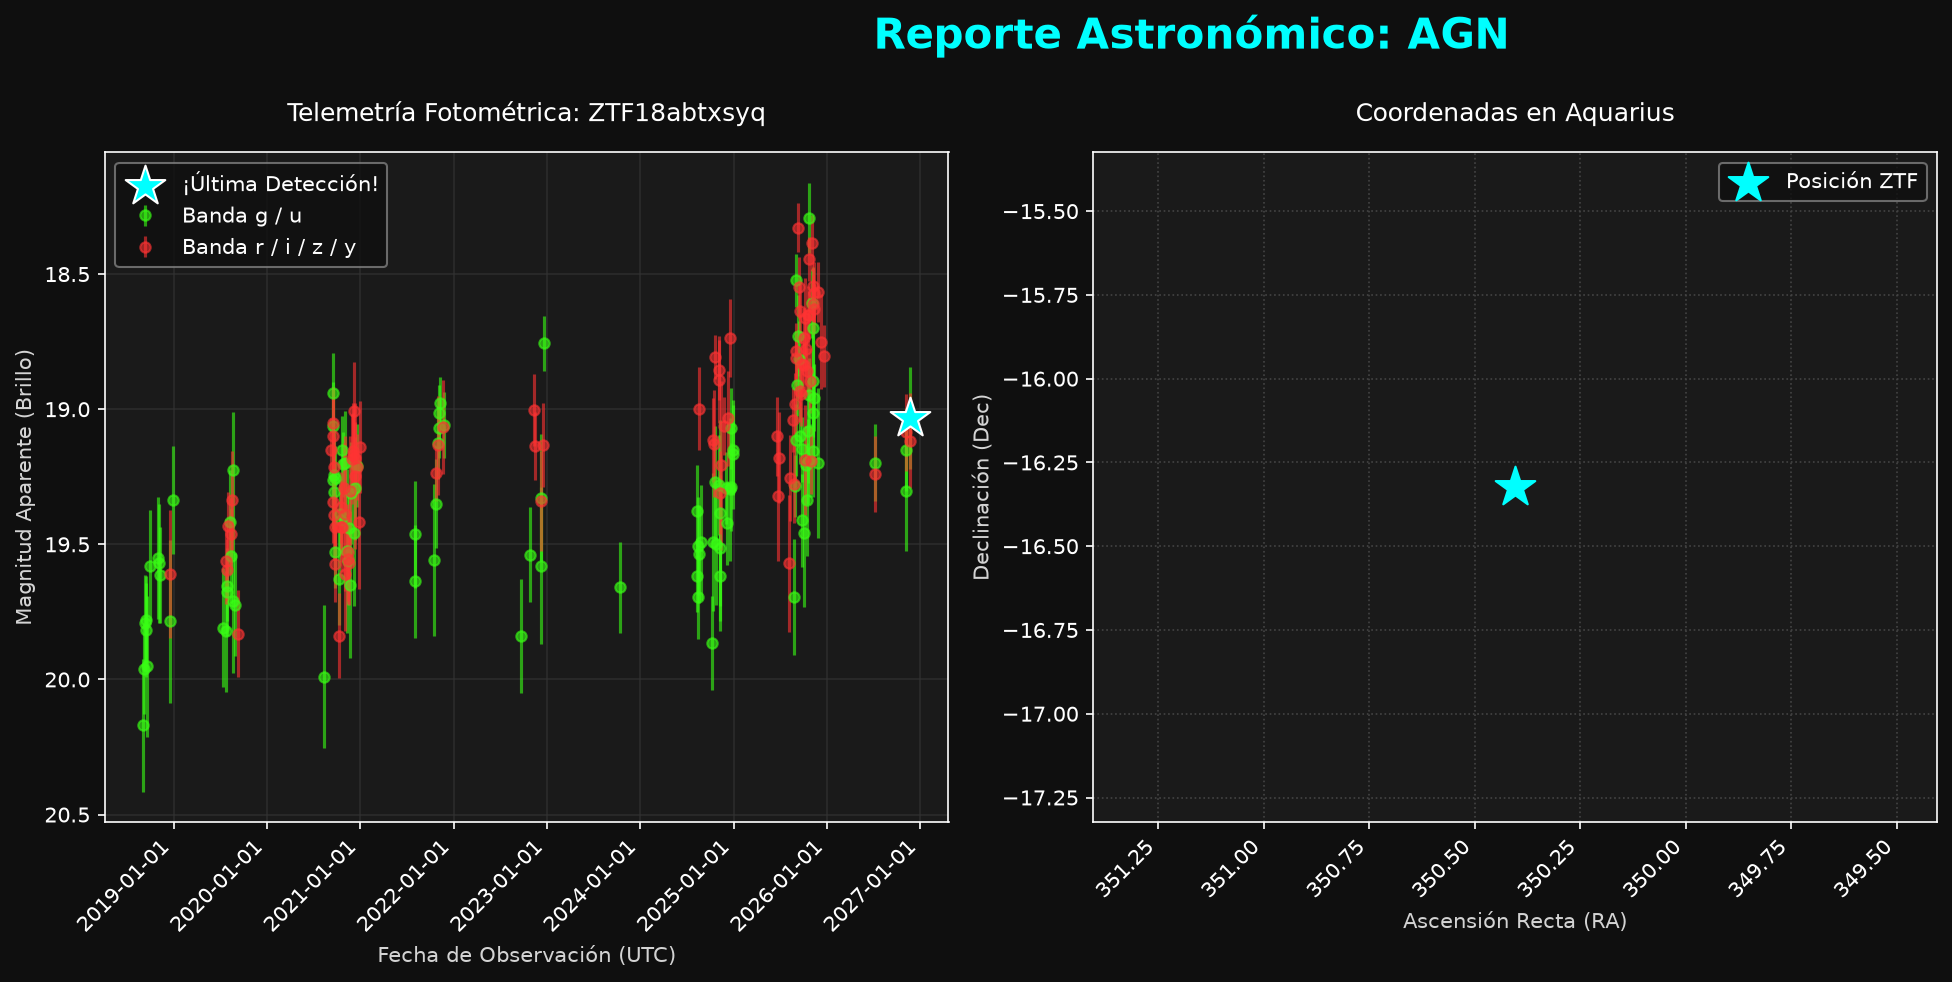 Reporte Astronómico: AGN
Telemetría Fotométrica: ZTF18abtxsyq
¡Última Detección!
Banda g / u
Banda r / i / z / y
Magnitud Aparente (Brillo)
18.5
19.0
19.5
20.0
20.5
2019-01-01
2020-01-01
2021-01-01
2022-01-01
2023-01-01
2024-01-01
2025-01-01
2026-01-01
2027-01-01
Fecha de Observación (UTC)
Coordenadas en Aquarius
Posición ZTF
Declinación (Dec)
−15.50
−15.75
−16.00
−16.25
−16.50
−16.75
−17.00
−17.25
351.25
351.00
350.75
350.50
350.25
350.00
349.75
349.50
Ascensión Recta (RA)